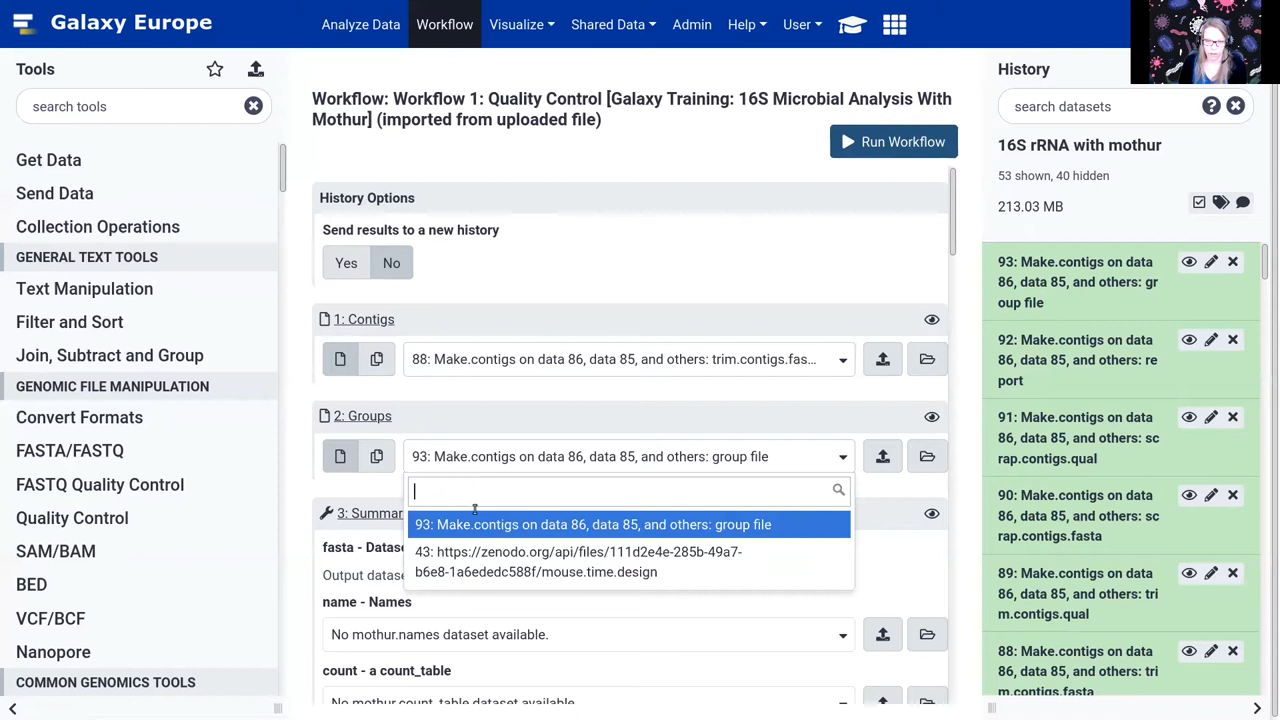 Galaxy Europe
Analyze Data
Workflow
Visualize
Shared Data
Admin
Help
User
Tools
search tools
Get Data
Send Data
Collection Operations
GENERAL TEXT TOOLS
Text Manipulation
Filter and Sort
Join, Subtract and Group
GENOMIC FILE MANIPULATION
Convert Formats
FASTA/FASTQ
FASTQ Quality Control
Quality Control
SAM/BAM
BED
VCF/BCF
Nanopore
COMMON GENOMICS TOOLS
Workflow: Workflow 1: Quality Control [Galaxy Training: 16S Microbial Analysis With
Mothur] (imported from uploaded file)
Run Workflow
History Options
Send results to a new history
Yes
No
1: Contigs
88: Make.contigs on data 86, data 85, and others: trim.contigs.fas...
2: Groups
93: Make.contigs on data 86, data 85, and others: group file
93: Make.contigs on data 86, data 85, and others: group file
43: https://zenodo.org/api/files/111d2e4e-285b-49a7-
b6e8-1a6ededc588f/mouse.time.design
3: Summar
fasta - Datase
Output datase
name - Names
No mothur.names dataset available.
count - a count_table
No mothur.count_table dataset available.
History
search datasets
16S rRNA with mothur
53 shown, 40 hidden
213.03 MB
93: Make.contigs on data
86, data 85, and others: gr
oup file
92: Make.contigs on data
86, data 85, and others: re
port
91: Make.contigs on data
86, data 85, and others: sc
rap.contigs.qual
90: Make.contigs on data
86, data 85, and others: sc
rap.contigs.fasta
89: Make.contigs on data
86, data 85, and others: tri
m.contigs.qual
88: Make.contigs on data
86, data 85, and others: tri
m.contigs.fasta